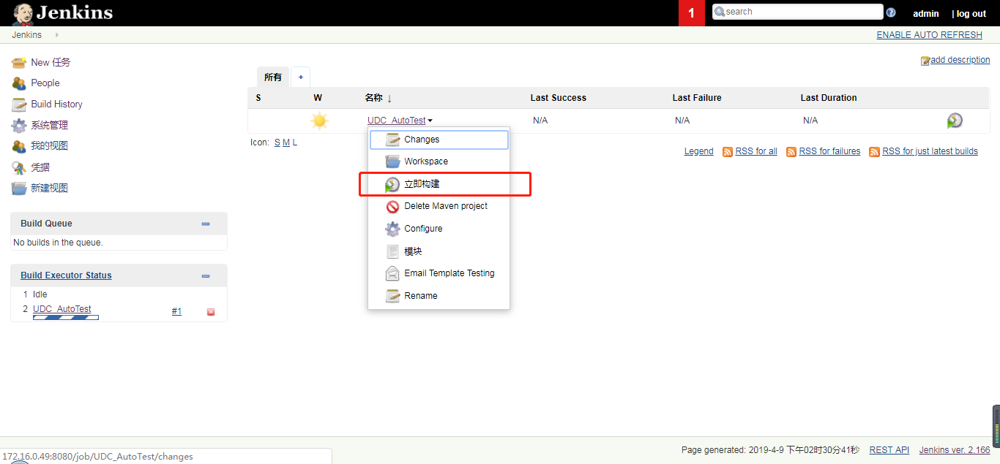 Jenkins
1
search
?
admin
| log out
Jenkins
ENABLE AUTO REFRESH
New 任务
People
Build History
系统管理
我的视图
凭据
新建视图
add description
所有
+
S W 名称 ↓ Last Success Last Failure Last Duration
UDC_AutoTest N/A N/A N/A
Icon: S M L
Legend RSS for all RSS for failures RSS for just latest builds
Changes
Workspace
立即构建
Delete Maven project
Configure
模块
Email Template Testing
Rename
Build Queue
No builds in the queue.
Build Executor Status
1 Idle
2 UDC_AutoTest #1
Page generated: 2019-4-9 下午02时30分41秒 REST API Jenkins ver. 2.166
172.16.0.49:8080/job/UDC_AutoTest/changes